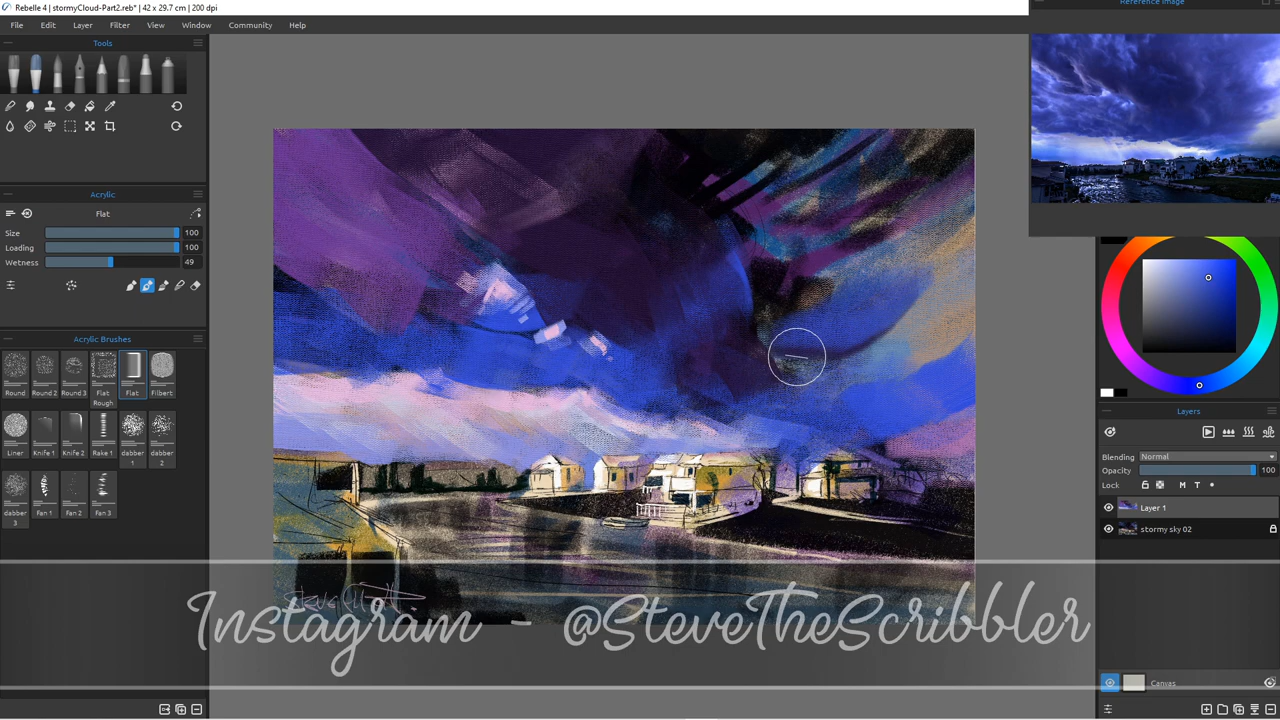 Rebelle 4 | stormyCloud-Part2.reb* | 42 x 29.7 cm | 200 dpi
File Edit Layer Filter View Window Community Help
Reference Image
Tools
Acrylic
Flat
Size 100
Loading 100
Wetness 49
Acrylic Brushes
Round Round 2 Round 3 Flat Rough Flat Filbert
Liner Knife 1 Knife 2 Rake 1 dabber 1 dabber 2
dabber 3 Fan 1 Fan 2 Fan 3
Layers
Blending Normal
Opacity 100
Lock M T
Layer 1
stormy sky 02
Canvas
Instagram - @SteveTheScribbler